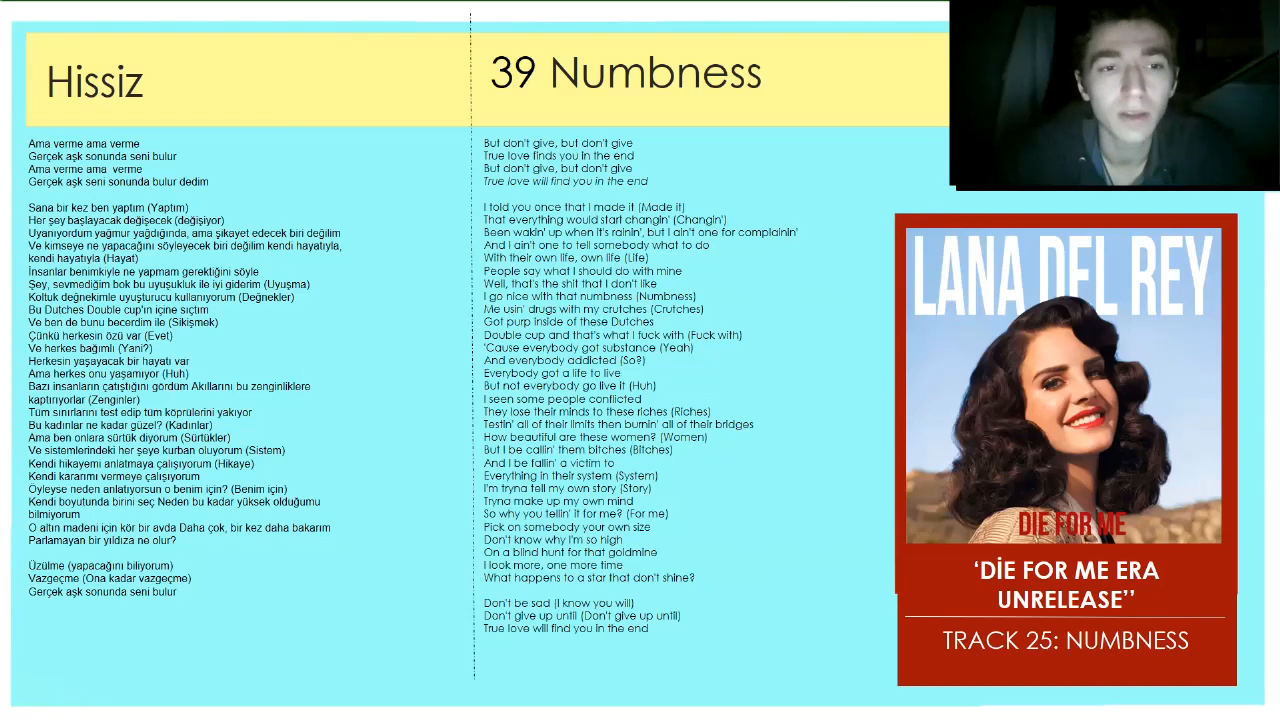 Hissiz
Ama verme ama verme
Gerçek aşk sonunda seni bulur
Ama verme ama  verme
Gerçek aşk seni sonunda bulur dedim
Sana bir kez ben yaptım (Yaptım)
Her şey başlayacak değişecek (değişiyor)
Uyanıyordum yağmur yağdığında, ama şikayet edecek biri değilim
Ve kimseye ne yapacağını söyleyecek biri değilim kendi hayatıyla,
kendi hayatıyla (Hayat)
İnsanlar benimkiyle ne yapmam gerektiğini söyle
Şey, sevmediğim bok bu uyuşukluk ile iyi giderim (Uyuşma)
Koltuk değnekimle uyuşturucu kullanıyorum (Değnekler)
Bu Dutches Double cup'ın içine sıçtım
Ve ben de bunu becerdim ile (Sikişmek)
Çünkü herkesin özü var (Evet)
Ve herkes bağımlı (Yani?)
Herkesin yaşayacak bir hayatı var
Ama herkes onu yaşamıyor (Huh)
Bazı insanların çatıştığını gördüm Akıllarını bu zenginliklere
kaptırıyorlar (Zenginler)
Tüm sınırlarını test edip tüm köprülerini yakıyor
Bu kadınlar ne kadar güzel? (Kadınlar)
Ama ben onlara sürtük diyorum (Sürtükler)
Ve sistemlerindeki her şeye kurban oluyorum (Sistem)
Kendi hikayemi anlatmaya çalışıyorum (Hikaye)
Kendi kararımı vermeye çalışıyorum
Öyleyse neden anlatıyorsun o benim için? (Benim için)
Kendi boyutunda birini seç Neden bu kadar yüksek olduğumu
bilmiyorum
O altın madeni için kör bir avda Daha çok, bir kez daha bakarım
Parlamayan bir yıldıza ne olur?
Üzülme (yapacağını biliyorum)
Vazgeçme (Ona kadar vazgeçme)
Gerçek aşk sonunda seni bulur
39 Numbness
But don't give, but don't give
True love finds you in the end
But don't give, but don't give
True love will find you in the end
I told you once that I made it (Made it)
That everything would start changin' (Changin')
Been wakin' up when it's rainin', but I ain't one for complainin'
And I ain't one to tell somebody what to do
With their own life, own life (Life)
People say what I should do with mine
Well, that's the shit that I don't like
I go nice with that numbness (Numbness)
Me usin' drugs with my crutches (Crutches)
Got purp inside of these Dutches
Double cup and that's what I fuck with (Fuck with)
'Cause everybody got substance (Yeah)
And everybody addicted (So?)
Everybody got a life to live
But not everybody go live it (Huh)
I seen some people conflicted
They lose their minds to these riches (Riches)
Testin' all of their limits then burnin' all of their bridges
How beautiful are these women? (Women)
But I be callin' them bitches (Bitches)
And I be fallin' a victim to
Everything in their system (System)
I'm tryna tell my own story (Story)
Tryna make up my own mind
So why you tellin' it for me? (For me)
Pick on somebody your own size
Don't know why I'm so high
On a blind hunt for that goldmine
I look more, one more time
What happens to a star that don't shine?
Don't be sad (I know you will)
Don't give up until (Don't give up until)
True love will find you in the end
LANA DEL REY
DIE FOR ME
‘DİE FOR ME ERA
UNRELEASE’’
TRACK 25: NUMBNESS